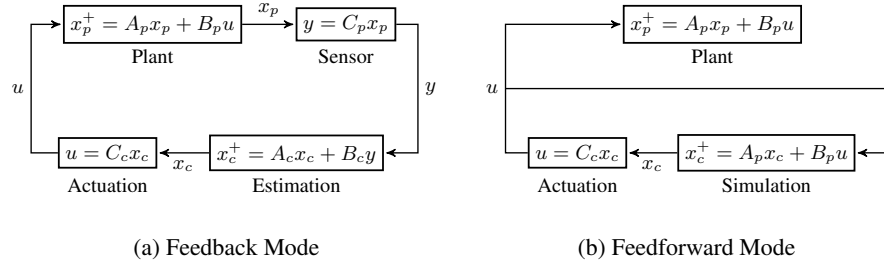 x_p^+ = A_p x_p + B_p u
x_p
y = C_p x_p
Plant
Sensor
u
y
u = C_c x_c
x_c
x_c^+ = A_c x_c + B_c y
Actuation
Estimation
(a) Feedback Mode
x_p^+ = A_p x_p + B_p u
Plant
u
u = C_c x_c
x_c
x_c^+ = A_p x_c + B_p u
Actuation
Simulation
(b) Feedforward Mode